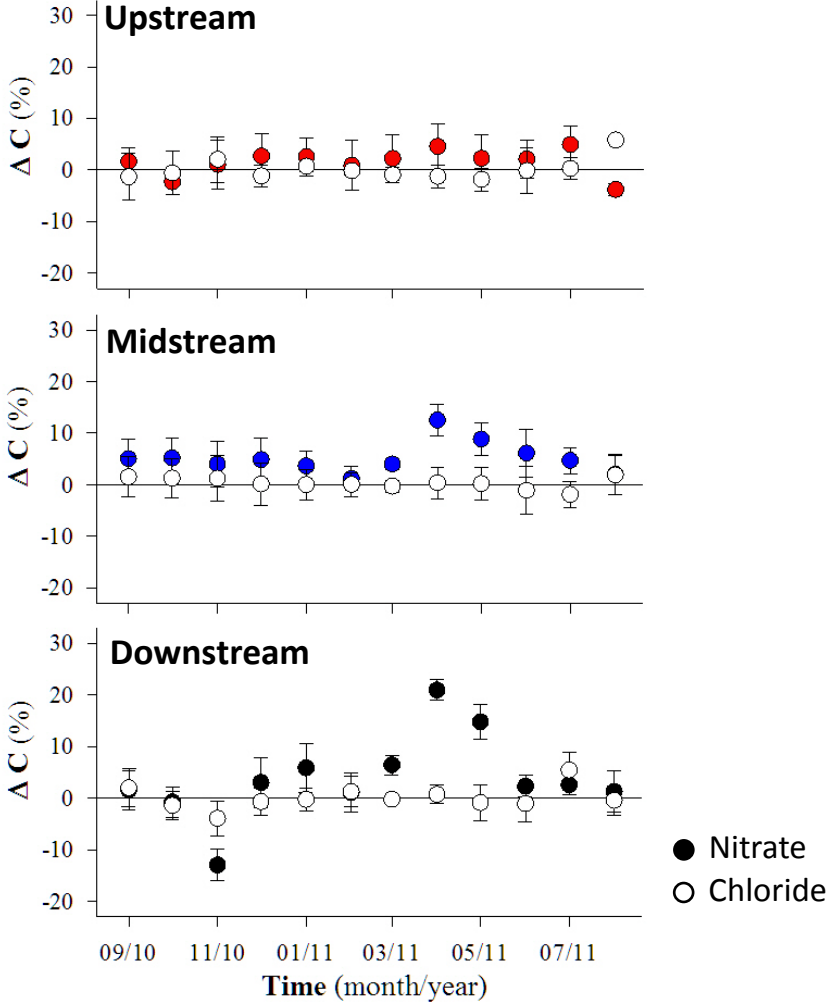 Upstream
30
20
10
0
-10
-20
Δ C (%)
Midstream
30
20
10
0
-10
-20
Δ C (%)
Downstream
30
20
10
0
-10
-20
Δ C (%)
Nitrate
Chloride
09/10 11/10 01/11 03/11 05/11 07/11
Time (month/year)